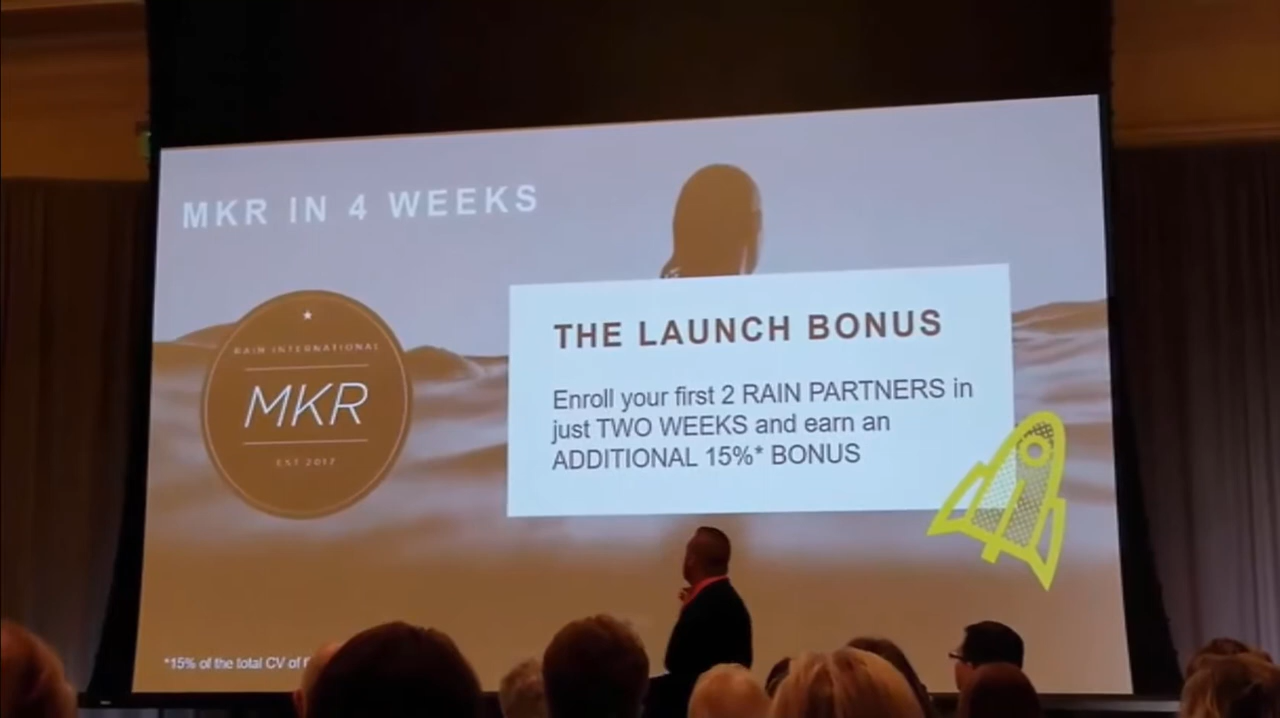 MKR IN 4 WEEKS
RAIN INTERNATIONAL
MKR
EST 2017
THE LAUNCH BONUS
Enroll your first 2 RAIN PARTNERS in
just TWO WEEKS and earn an
ADDITIONAL 15%* BONUS
*15% of the total CV of